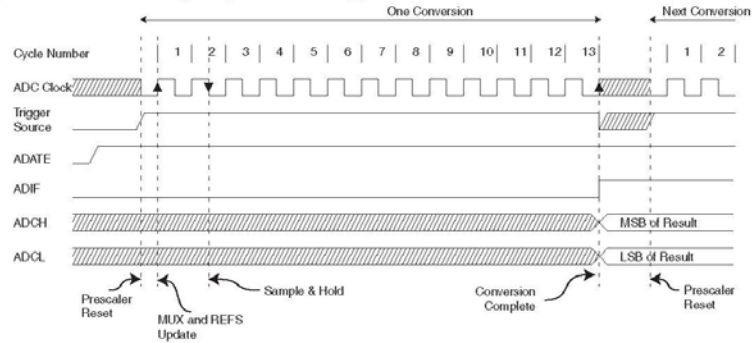 One Conversion
Next Conversion
Cycle Number 1 2 3 4 5 6 7 8 9 10 11 12 13 1 2
ADC Clock
Trigger
Source
ADATE
ADIF
ADCH MSB of Result
ADCL LSB of Result
Prescaler
Reset
MUX and REFS
Update
Sample & Hold
Conversion
Complete
Prescaler
Reset